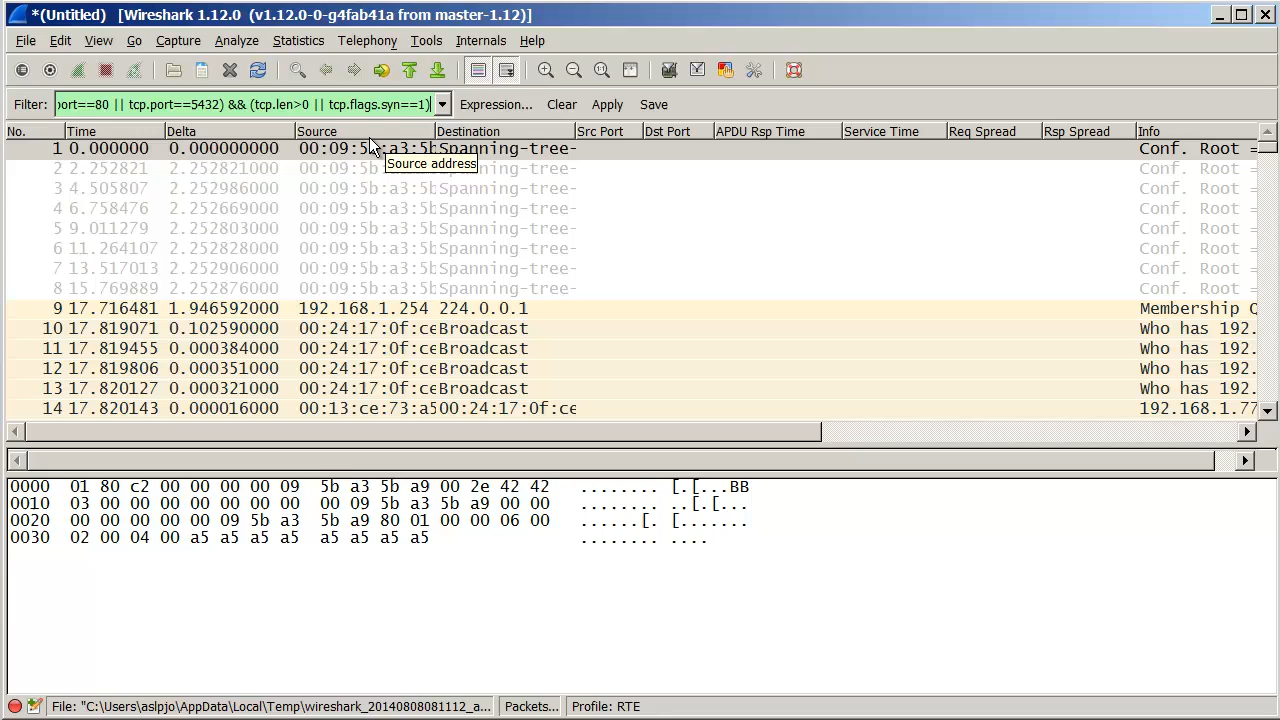 *(Untitled) [Wireshark 1.12.0 (v1.12.0-0-g4fab41a from master-1.12)]
File Edit View Go Capture Analyze Statistics Telephony Tools Internals Help
Filter: port==80 || tcp.port==5432) && (tcp.len>0 || tcp.flags.syn==1) Expression... Clear Apply Save
No. Time Delta Source Destination Src Port Dst Port APDU Rsp Time Service Time Req Spread Rsp Spread Info
1 0.000000 0.000000000 00:09:5b:a3:5b Spanning-tree- Conf. Root =
Source address
2 2.252821 2.252821000 00:09:5b: Spanning-tree- Conf. Root =
3 4.505807 2.252986000 00:09:5b:a3:5b Spanning-tree- Conf. Root =
4 6.758476 2.252669000 00:09:5b:a3:5b Spanning-tree- Conf. Root =
5 9.011279 2.252803000 00:09:5b:a3:5b Spanning-tree- Conf. Root =
6 11.264107 2.252828000 00:09:5b:a3:5b Spanning-tree- Conf. Root =
7 13.517013 2.252906000 00:09:5b:a3:5b Spanning-tree- Conf. Root =
8 15.769889 2.252876000 00:09:5b:a3:5b Spanning-tree- Conf. Root =
9 17.716481 1.946592000 192.168.1.254 224.0.0.1 Membership Q
10 17.819071 0.102590000 00:24:17:0f:ce Broadcast Who has 192.
11 17.819455 0.000384000 00:24:17:0f:ce Broadcast Who has 192.
12 17.819806 0.000351000 00:24:17:0f:ce Broadcast Who has 192.
13 17.820127 0.000321000 00:24:17:0f:ce Broadcast Who has 192.
14 17.820143 0.000016000 00:13:ce:73:a5 00:24:17:0f:ce 192.168.1.77
0000 01 80 c2 00 00 00 00 09 5b a3 5b a9 00 2e 42 42 ........ [.[...BB
0010 03 00 00 00 00 00 00 00 00 09 5b a3 5b a9 00 00 ........ ..[.[...
0020 00 00 00 00 00 09 5b a3 5b a9 80 01 00 00 06 00 ......[. [.......
0030 02 00 04 00 a5 a5 a5 a5 a5 a5 a5 a5 ........ ....
File: "C:\Users\aslpjo\AppData\Local\Temp\wireshark_20140808081112_a... Packets... Profile: RTE